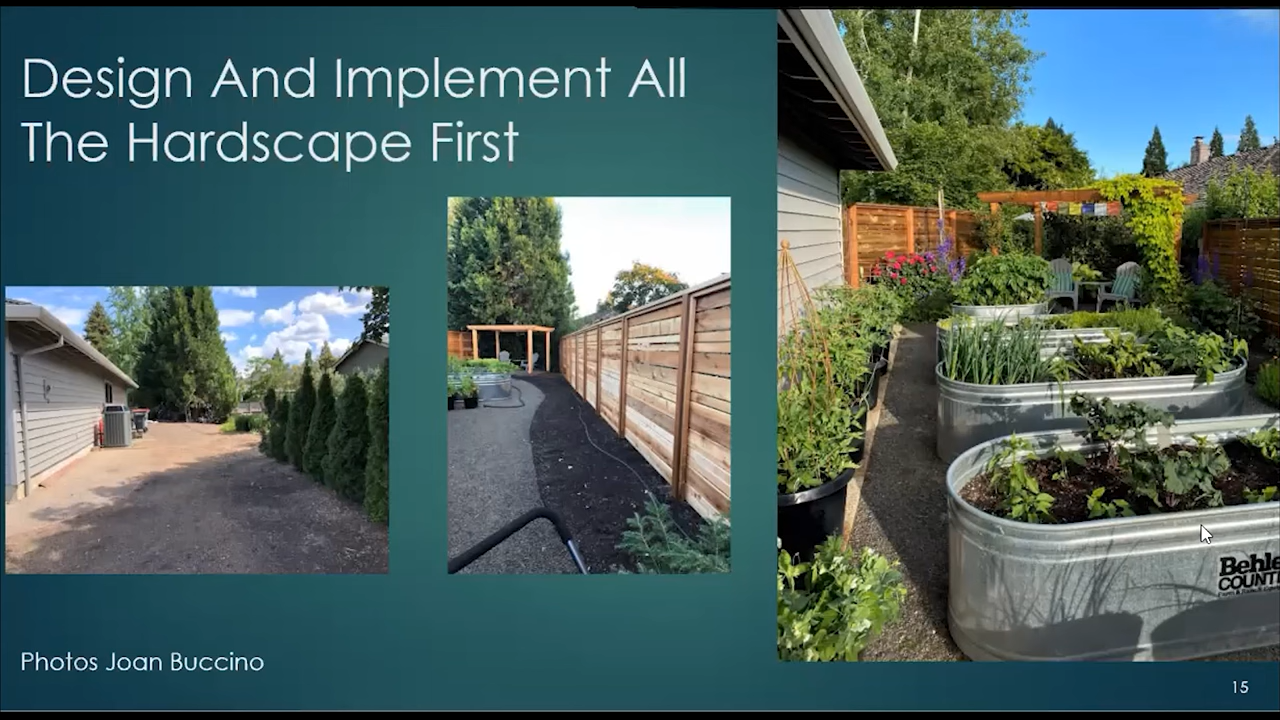 Design And Implement All
The Hardscape First
Photos Joan Buccino
15